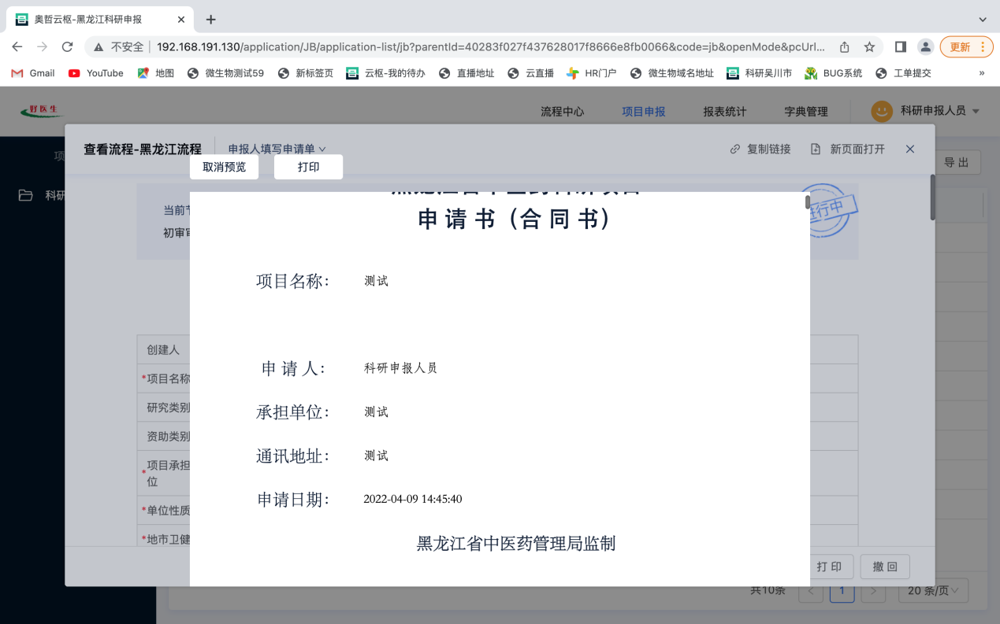 奥哲云枢-黑龙江科研申报
不安全 192.168.191.130/application/JB/application-list/jb?parentId=40283f027f437628017f8666e8fb0066&code=jb&openMode&pcUrl... 更新
Gmail YouTube 地图 微生物测试59 新标签页 云枢-我的待办 直播地址 云直播 HR门户 微生物域名地址 科研吴川市 BUG系统 工单提交 »
好医生 流程中心 项目申报 报表统计 字典管理 科研申报人员
查看流程-黑龙江流程 申报人填写申请单 复制链接 新页面打开
项
导 出
取消预览 打印
科研
当前节
进行中
初审审
黑龙江省中医药科研项目
申 请 书（合 同 书）
项目名称： 测试
创建人
申 请 人： 科研申报人员
*项目名称
研究类别
承担单位： 测试
资助类别
通讯地址： 测试
*项目承担
位
申请日期： 2022-04-09 14:45:40
*单位性质
*地市卫健
黑龙江省中医药管理局监制
打 印 撤 回
共10条 < 1 > 20 条/页